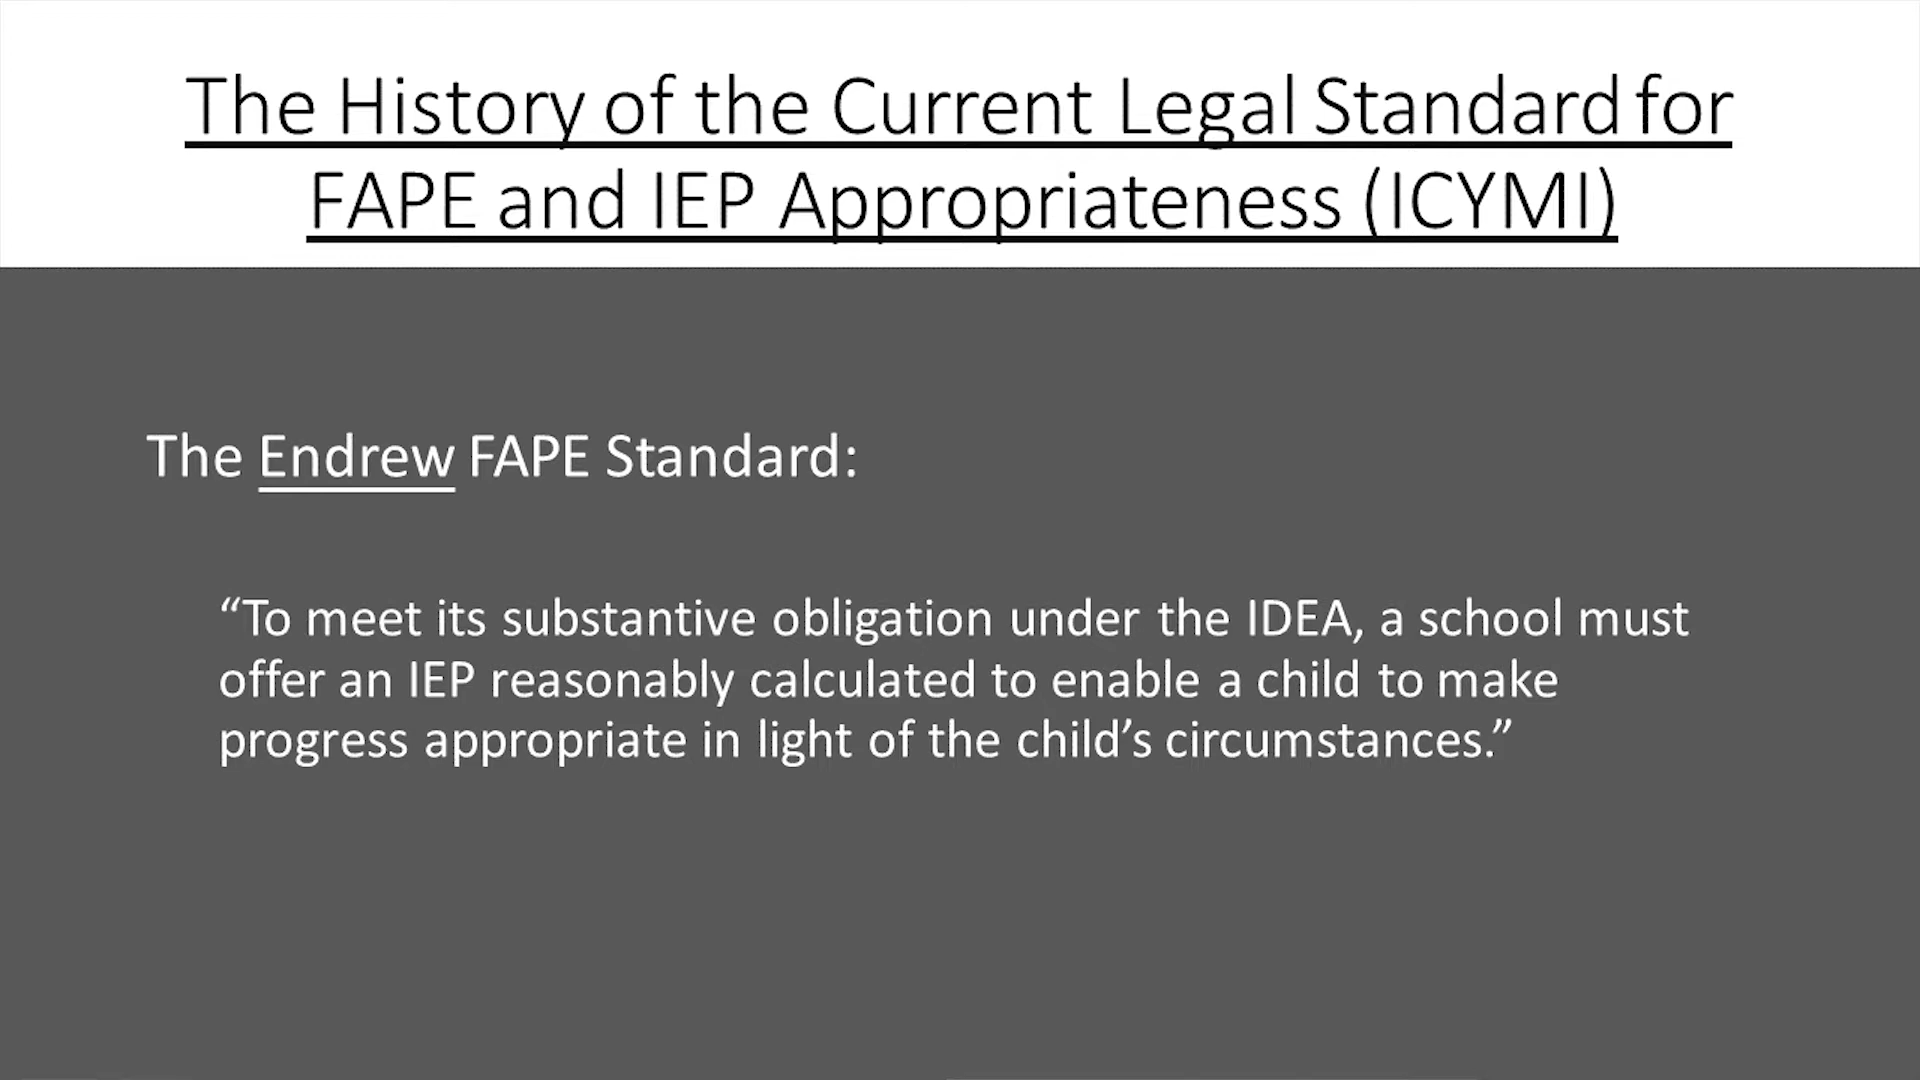 The History of the Current Legal Standard for
FAPE and IEP Appropriateness (ICYMI)
The Endrew FAPE Standard:
“To meet its substantive obligation under the IDEA, a school must
offer an IEP reasonably calculated to enable a child to make
progress appropriate in light of the child’s circumstances.”